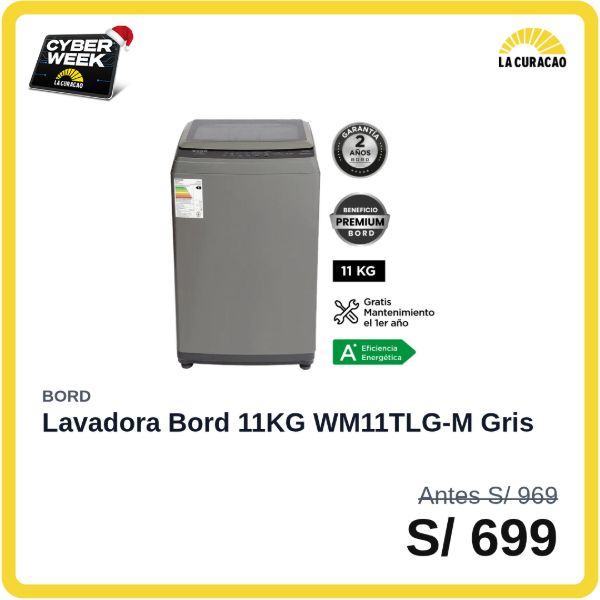 CYBER
WEEK
LA CURACAO
LA CURACAO
GARANTÍA
2
AÑOS
BORD
BENEFICIO
PREMIUM
BORD
11 KG
Gratis
Mantenimiento
el 1er año
A* Eficiencia
Energética
BORD
Lavadora Bord 11KG WM11TLG-M Gris
Antes S/ 969
S/ 699